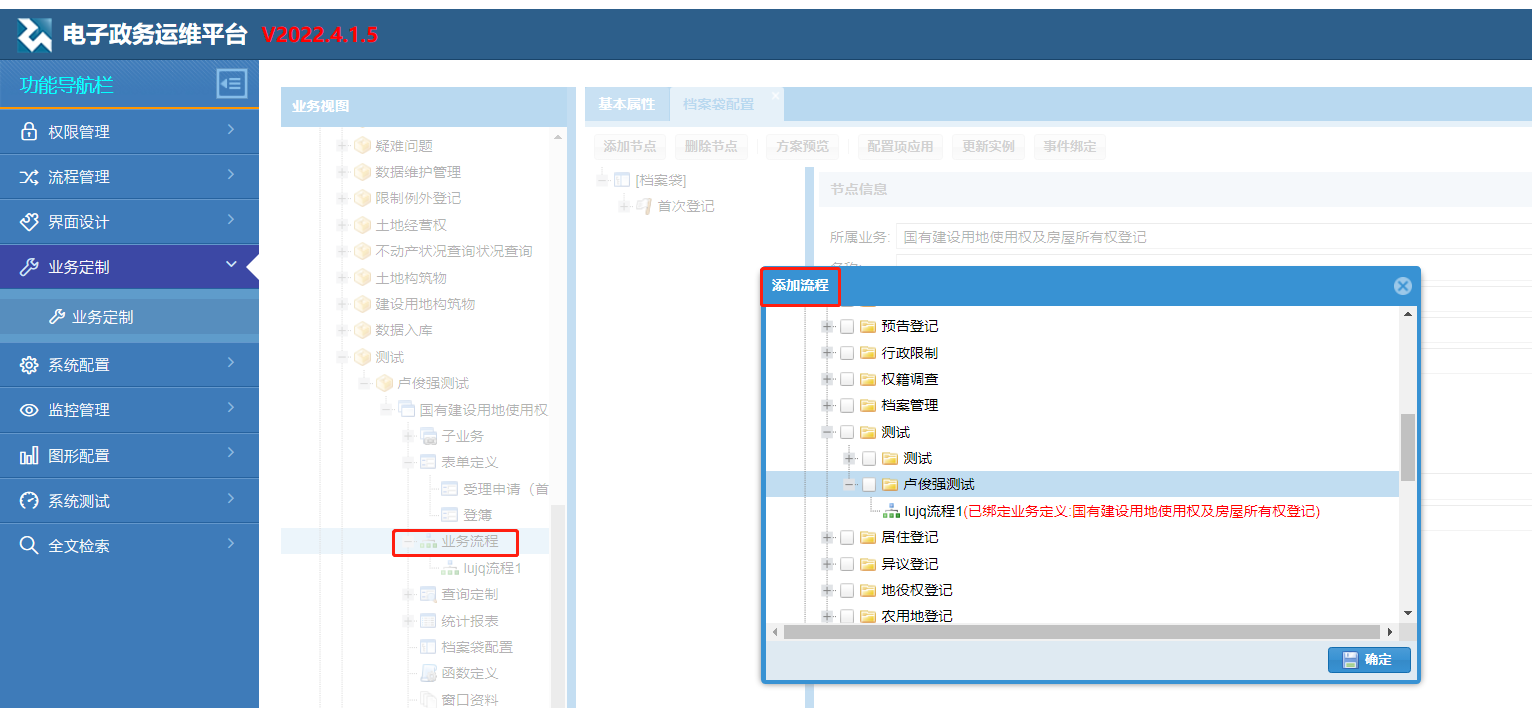 电子政务运维平台 V2022.4.1.5
功能导航栏
权限管理
流程管理
界面设计
业务定制
业务定制
系统配置
监控管理
图形配置
系统测试
全文检索
业务视图
疑难问题
数据维护管理
限制例外登记
土地经营权
不动产状况查询状况查询
土地构筑物
建设用地构筑物
数据入库
测试
卢俊强测试
国有建设用地使用权
子业务
表单定义
受理申请（首
登簿
业务流程
lujq流程1
查询定制
统计报表
档案袋配置
函数定义
窗口资料
基本属性 档案袋配置
添加节点 删除节点 方案预览 配置项应用 更新实例 事件绑定
[档案袋]
首次登记
节点信息
所属业务: 国有建设用地使用权及房屋所有权登记
名称:
添加流程
预告登记
行政限制
权籍调查
档案管理
测试
测试
卢俊强测试
lujq流程1(已绑定业务定义:国有建设用地使用权及房屋所有权登记)
居住登记
异议登记
地役权登记
农用地登记
确定